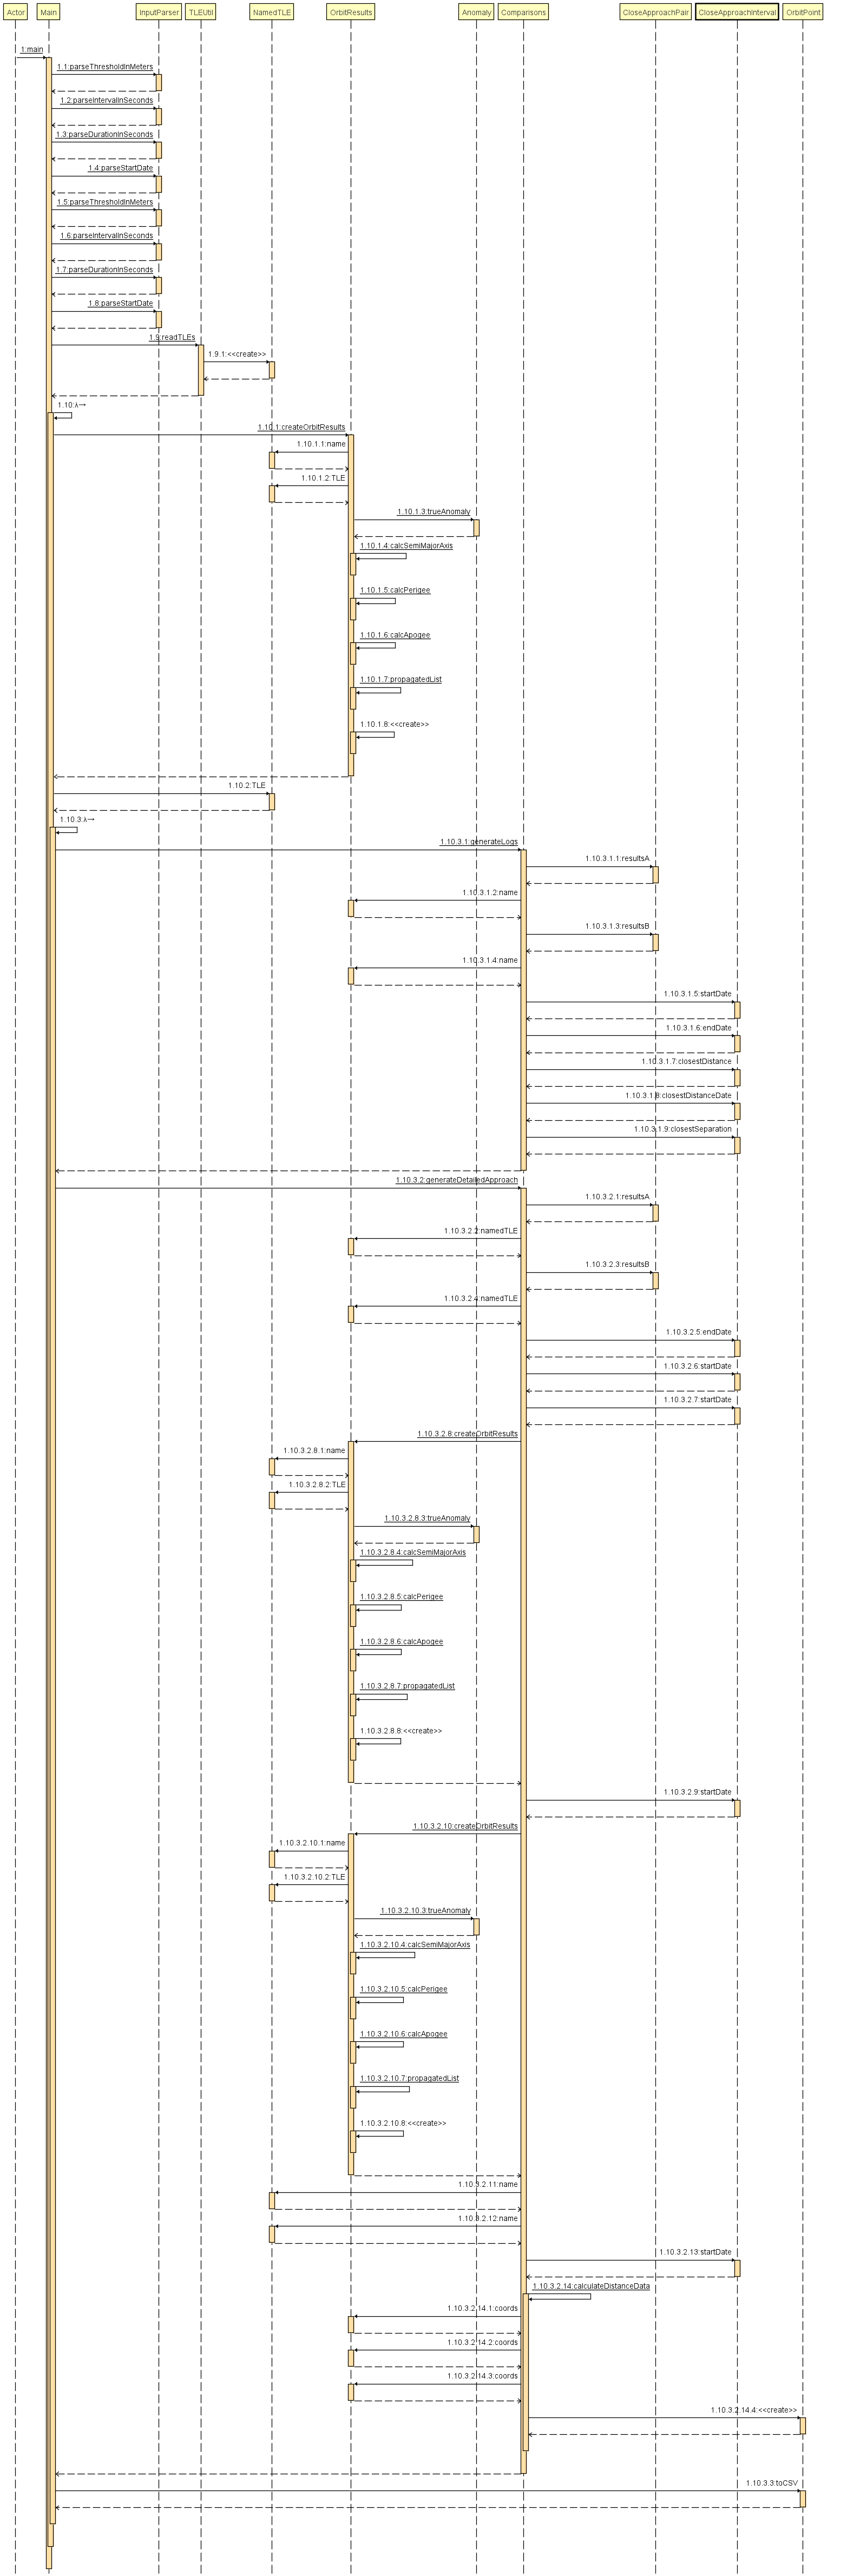 Actor
Main
InputParser
TLEUtil
NamedTLE
OrbitResults
Anomaly
Comparisons
CloseApproachPair
CloseApproachInterval
OrbitPoint
1:main
1.1:parseThresholdInMeters
1.2:parseIntervalInSeconds
1.3:parseDurationInSeconds
1.4:parseStartDate
1.5:parseThresholdInMeters
1.6:parseIntervalInSeconds
1.7:parseDurationInSeconds
1.8:parseStartDate
1.9:readTLEs
1.9.1:<<create>>
1.10:λ→
1.10.1:createOrbitResults
1.10.1.1:name
1.10.1.2:TLE
1.10.1.3:trueAnomaly
1.10.1.4:calcSemiMajorAxis
1.10.1.5:calcPerigee
1.10.1.6:calcApogee
1.10.1.7:propagatedList
1.10.1.8:<<create>>
1.10.2:TLE
1.10.3:λ→
1.10.3.1:generateLogs
1.10.3.1.1:resultsA
1.10.3.1.2:name
1.10.3.1.3:resultsB
1.10.3.1.4:name
1.10.3.1.5:startDate
1.10.3.1.6:endDate
1.10.3.1.7:closestDistance
1.10.3.1.8:closestDistanceDate
1.10.3.1.9:closestSeparation
1.10.3.2:generateDetailedApproach
1.10.3.2.1:resultsA
1.10.3.2.2:namedTLE
1.10.3.2.3:resultsB
1.10.3.2.4:namedTLE
1.10.3.2.5:endDate
1.10.3.2.6:startDate
1.10.3.2.7:startDate
1.10.3.2.8:createOrbitResults
1.10.3.2.8.1:name
1.10.3.2.8.2:TLE
1.10.3.2.8.3:trueAnomaly
1.10.3.2.8.4:calcSemiMajorAxis
1.10.3.2.8.5:calcPerigee
1.10.3.2.8.6:calcApogee
1.10.3.2.8.7:propagatedList
1.10.3.2.8.8:<<create>>
1.10.3.2.9:startDate
1.10.3.2.10:createOrbitResults
1.10.3.2.10.1:name
1.10.3.2.10.2:TLE
1.10.3.2.10.3:trueAnomaly
1.10.3.2.10.4:calcSemiMajorAxis
1.10.3.2.10.5:calcPerigee
1.10.3.2.10.6:calcApogee
1.10.3.2.10.7:propagatedList
1.10.3.2.10.8:<<create>>
1.10.3.2.11:name
1.10.3.2.12:name
1.10.3.2.13:startDate
1.10.3.2.14:calculateDistanceData
1.10.3.2.14.1:coords
1.10.3.2.14.2:coords
1.10.3.2.14.3:coords
1.10.3.2.14.4:<<create>>
1.10.3.3:toCSV